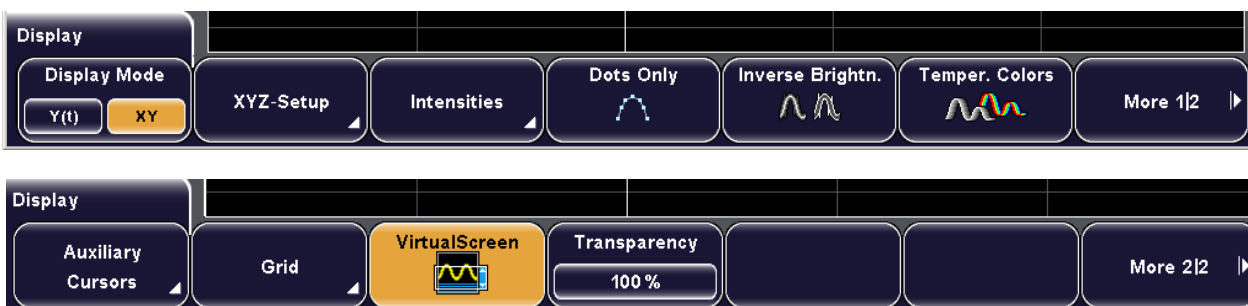 Display
Display Mode
Y(t) XY
XYZ-Setup
Intensities
Dots Only
Inverse Brightn.
Temper. Colors
More 1|2
Display
Auxiliary
Cursors
Grid
VirtualScreen
Transparency
100 %
More 2|2